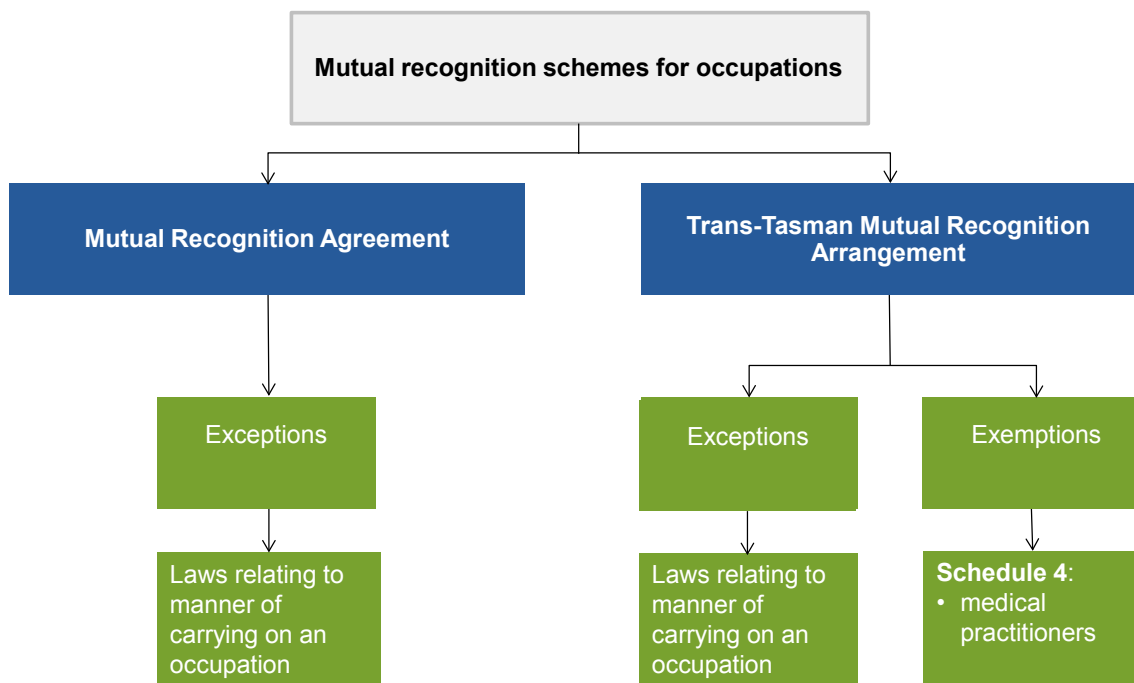 Mutual recognition schemes for occupations
Mutual Recognition Agreement
Trans-Tasman Mutual Recognition
Arrangement
Exceptions
Exceptions
Exemptions
Laws relating to
manner of
carrying on an
occupation
Laws relating to
manner of
carrying on an
occupation
Schedule 4:
• medical
practitioners